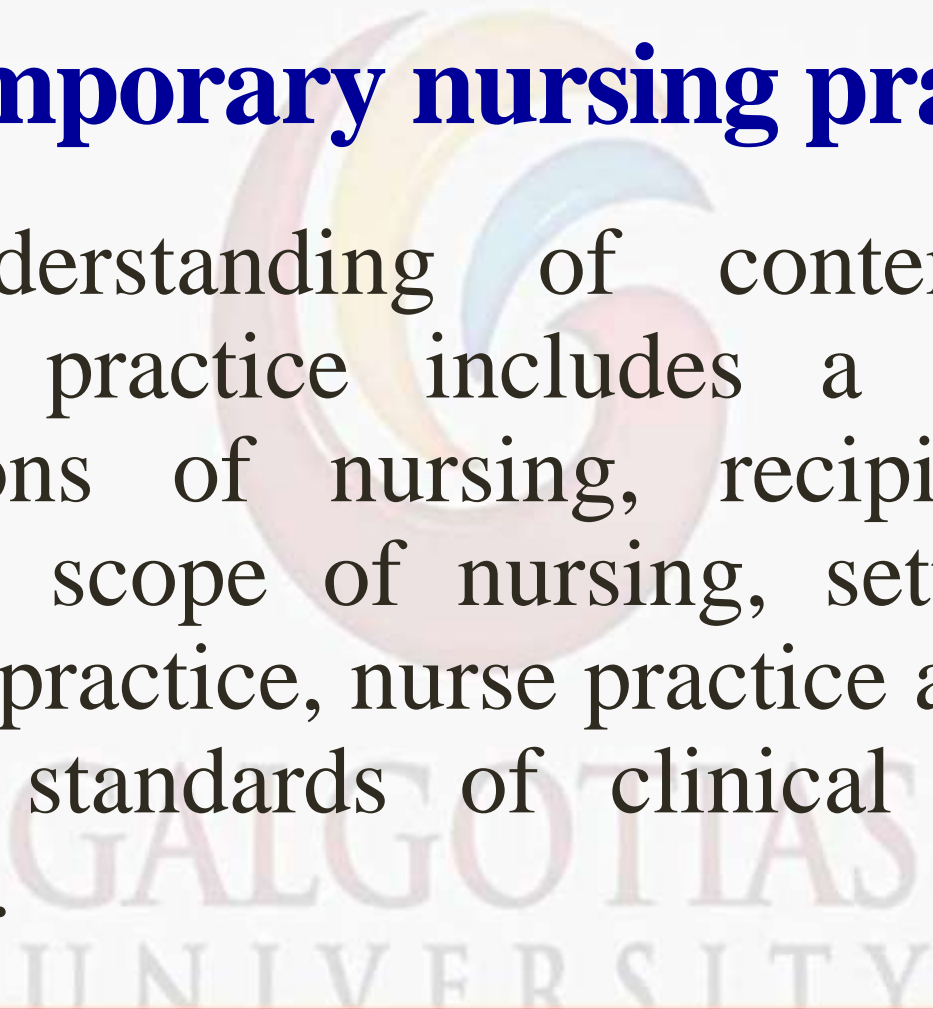 mporary nursing pra
derstanding of conte
practice includes a
ons of nursing, recipi
scope of nursing, set
practice, nurse practice a
standards of clinical
.
GALGOTIAS
UNIVERSITY